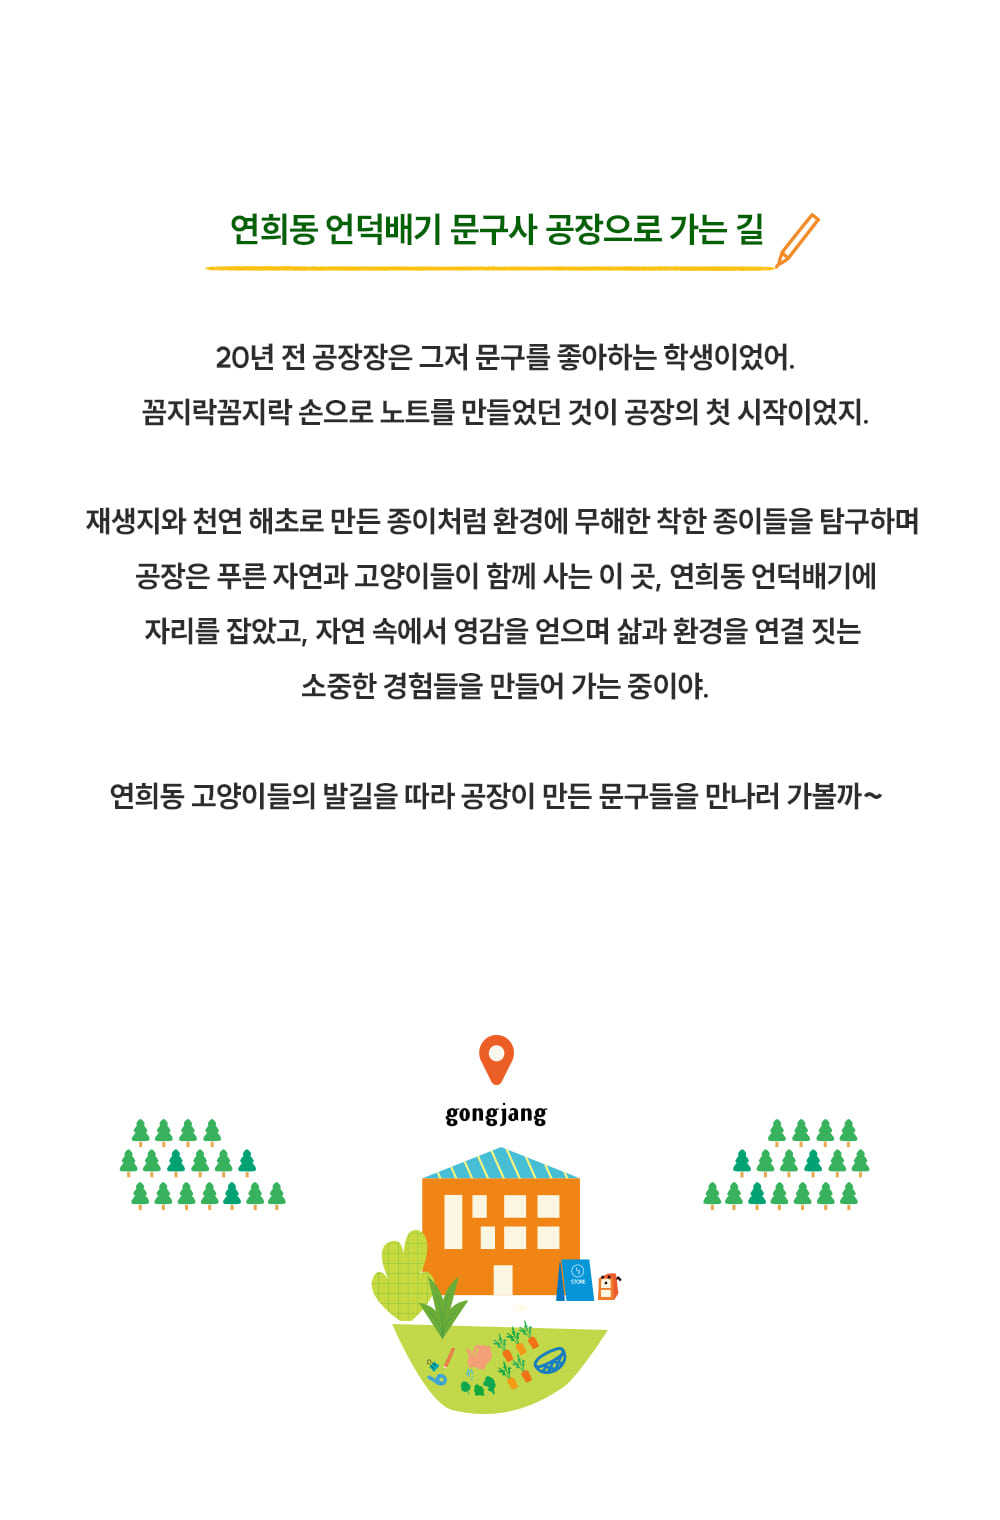 연희동 언덕배기 문구사 공장으로 가는 길
20년 전 공장장은 그저 문구를 좋아하는 학생이었어.
꼼지락꼼지락 손으로 노트를 만들었던 것이 공장의 첫 시작이었지.
재생지와 천연 해초로 만든 종이처럼 환경에 무해한 착한 종이들을 탐구하며
공장은 푸른 자연과 고양이들이 함께 사는 이 곳, 연희동 언덕배기에
자리를 잡았고, 자연 속에서 영감을 얻으며 삶과 환경을 연결 짓는
소중한 경험들을 만들어 가는 중이야.
연희동 고양이들의 발길을 따라 공장이 만든 문구들을 만나러 가볼까~
gongjang
STORE